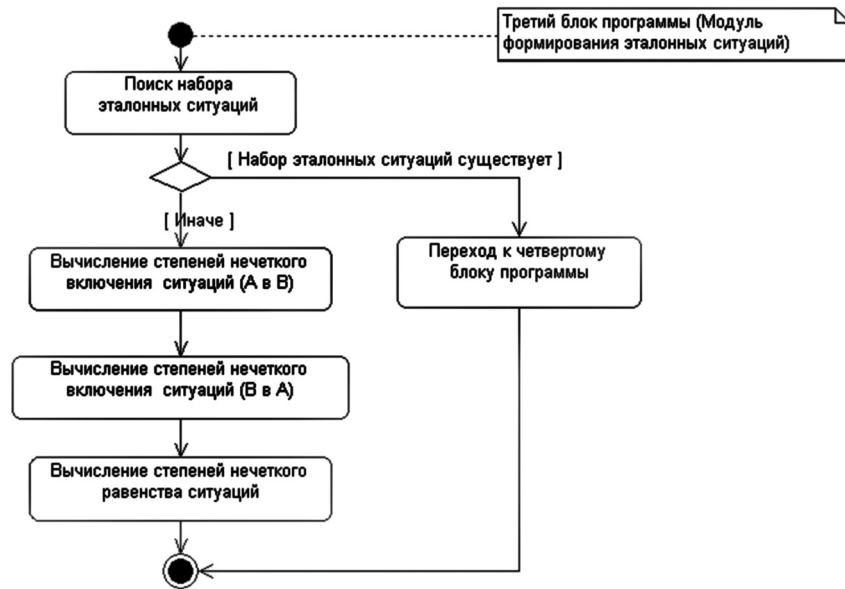 Третий блок программы (Модуль
формирования эталонных ситуаций)
Поиск набора
эталонных ситуаций
[ Набор эталонных ситуаций существует ]
[ Иначе ]
Вычисление степеней нечеткого
включения ситуаций (А в В)
Переход к четвертому
блоку программы
Вычисление степеней нечеткого
включения ситуаций (В в А)
Вычисление степеней нечеткого
равенства ситуаций